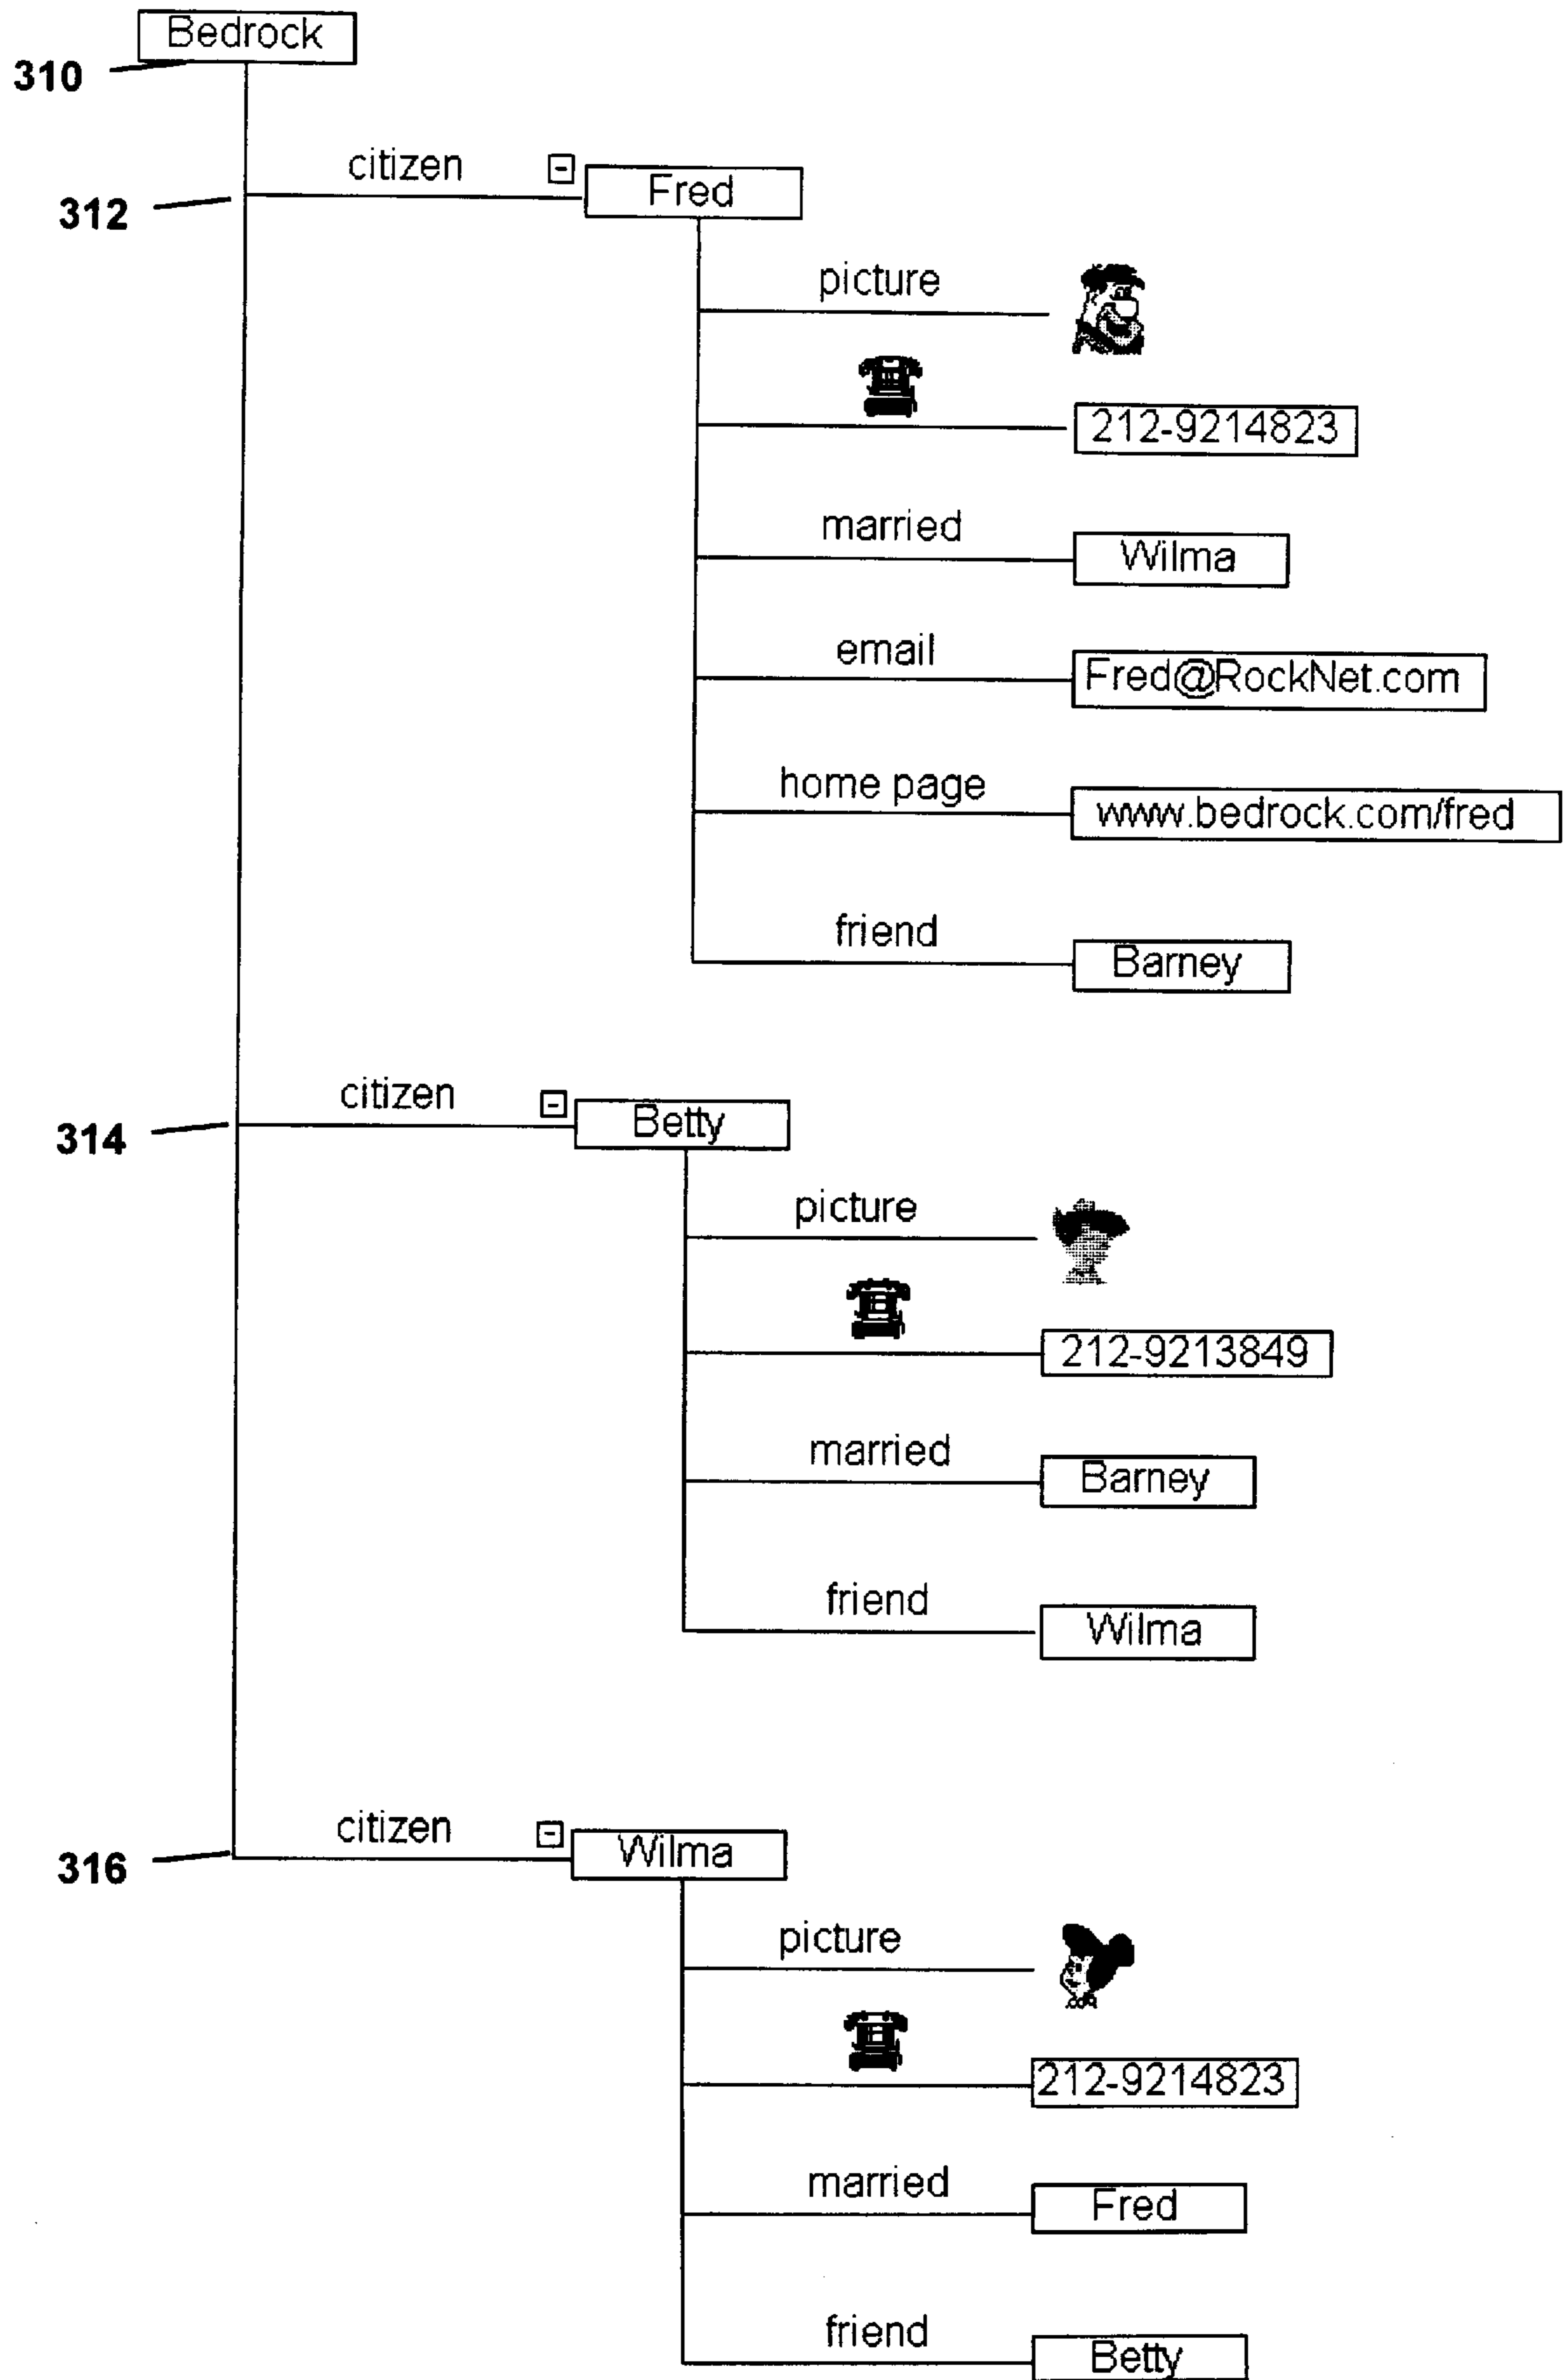 Bedrock
310
citizen
Fred
312
picture
212-9214823
married
Wilma
email
Fred@RockNet.com
home page
www.bedrock.com/fred
friend
Barney
citizen
Betty
314
picture
212-9213849
married
Barney
friend
Wilma
citizen
Wilma
316
picture
212-9214823
married
Fred
friend
Betty